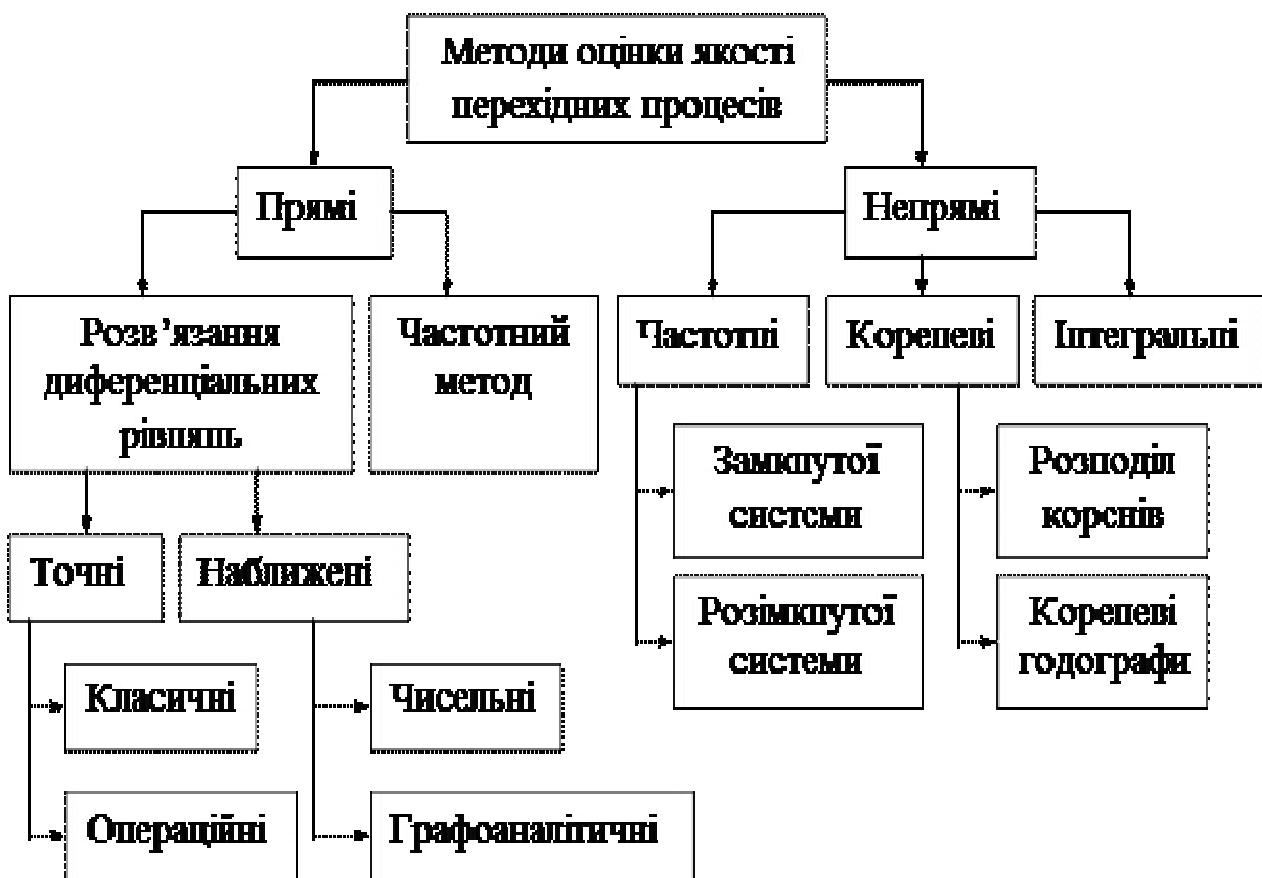 Методи оцінки якості
перехідних процесів
Прямі
Непрямі
Розв’язання
диференціальних
рівнянь
Частотний
метод
Частотні
Кореневі
Інтегральні
Замкнутої
системи
Розподіл
коренів
Точні
Наближені
Розімкнутої
системи
Кореневі
годографи
Класичні
Чисельні
Операційні
Графоаналітичні